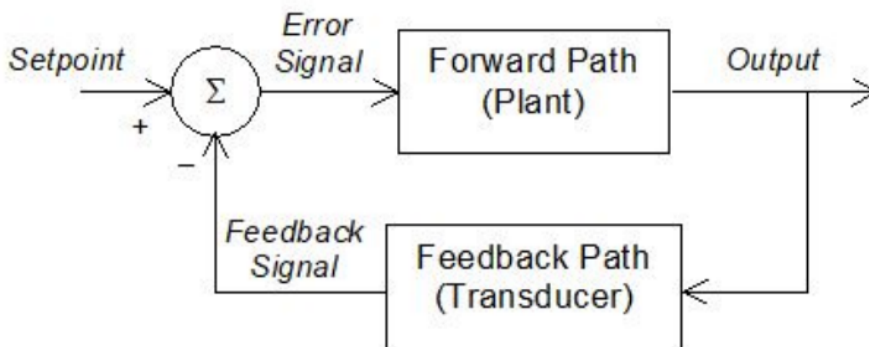 Setpoint
+
Σ
−
Error
Signal
Forward Path
(Plant)
Output
Feedback
Signal
Feedback Path
(Transducer)